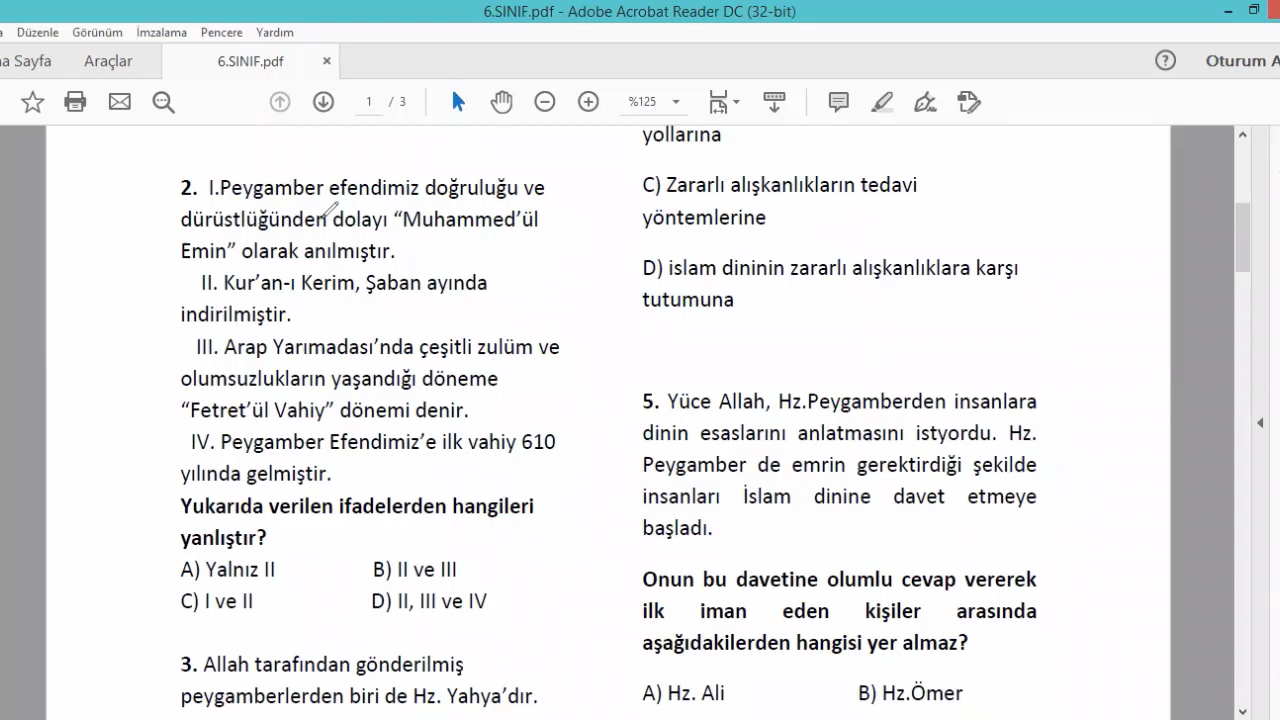 6.SINIF.pdf - Adobe Acrobat Reader DC (32-bit)
Düzenle Görünüm İmzalama Pencere Yardım
Sayfa Araçlar 6.SINIF.pdf ×
? Oturum
1 / 3 %125
2. I.Peygamber efendimiz doğruluğu ve
dürüstlüğünden dolayı “Muhammed’ül
Emin” olarak anılmıştır.
II. Kur’an-ı Kerim, Şaban ayında
indirilmiştir.
III. Arap Yarımadası’nda çeşitli zulüm ve
olumsuzlukların yaşandığı döneme
“Fetret’ül Vahiy” dönemi denir.
IV. Peygamber Efendimiz’e ilk vahiy 610
yılında gelmiştir.
Yukarıda verilen ifadelerden hangileri
yanlıştır?
A) Yalnız II B) II ve III
C) I ve II D) II, III ve IV
3. Allah tarafından gönderilmiş
peygamberlerden biri de Hz. Yahya’dır.
yollarına
C) Zararlı alışkanlıkların tedavi
yöntemlerine
D) islam dininin zararlı alışkanlıklara karşı
tutumuna
5. Yüce Allah, Hz.Peygamberden insanlara
dinin esaslarını anlatmasını istyordu. Hz.
Peygamber de emrin gerektirdiği şekilde
insanları İslam dinine davet etmeye
başladı.
Onun bu davetine olumlu cevap vererek
ilk iman eden kişiler arasında
aşağıdakilerden hangisi yer almaz?
A) Hz. Ali B) Hz.Ömer